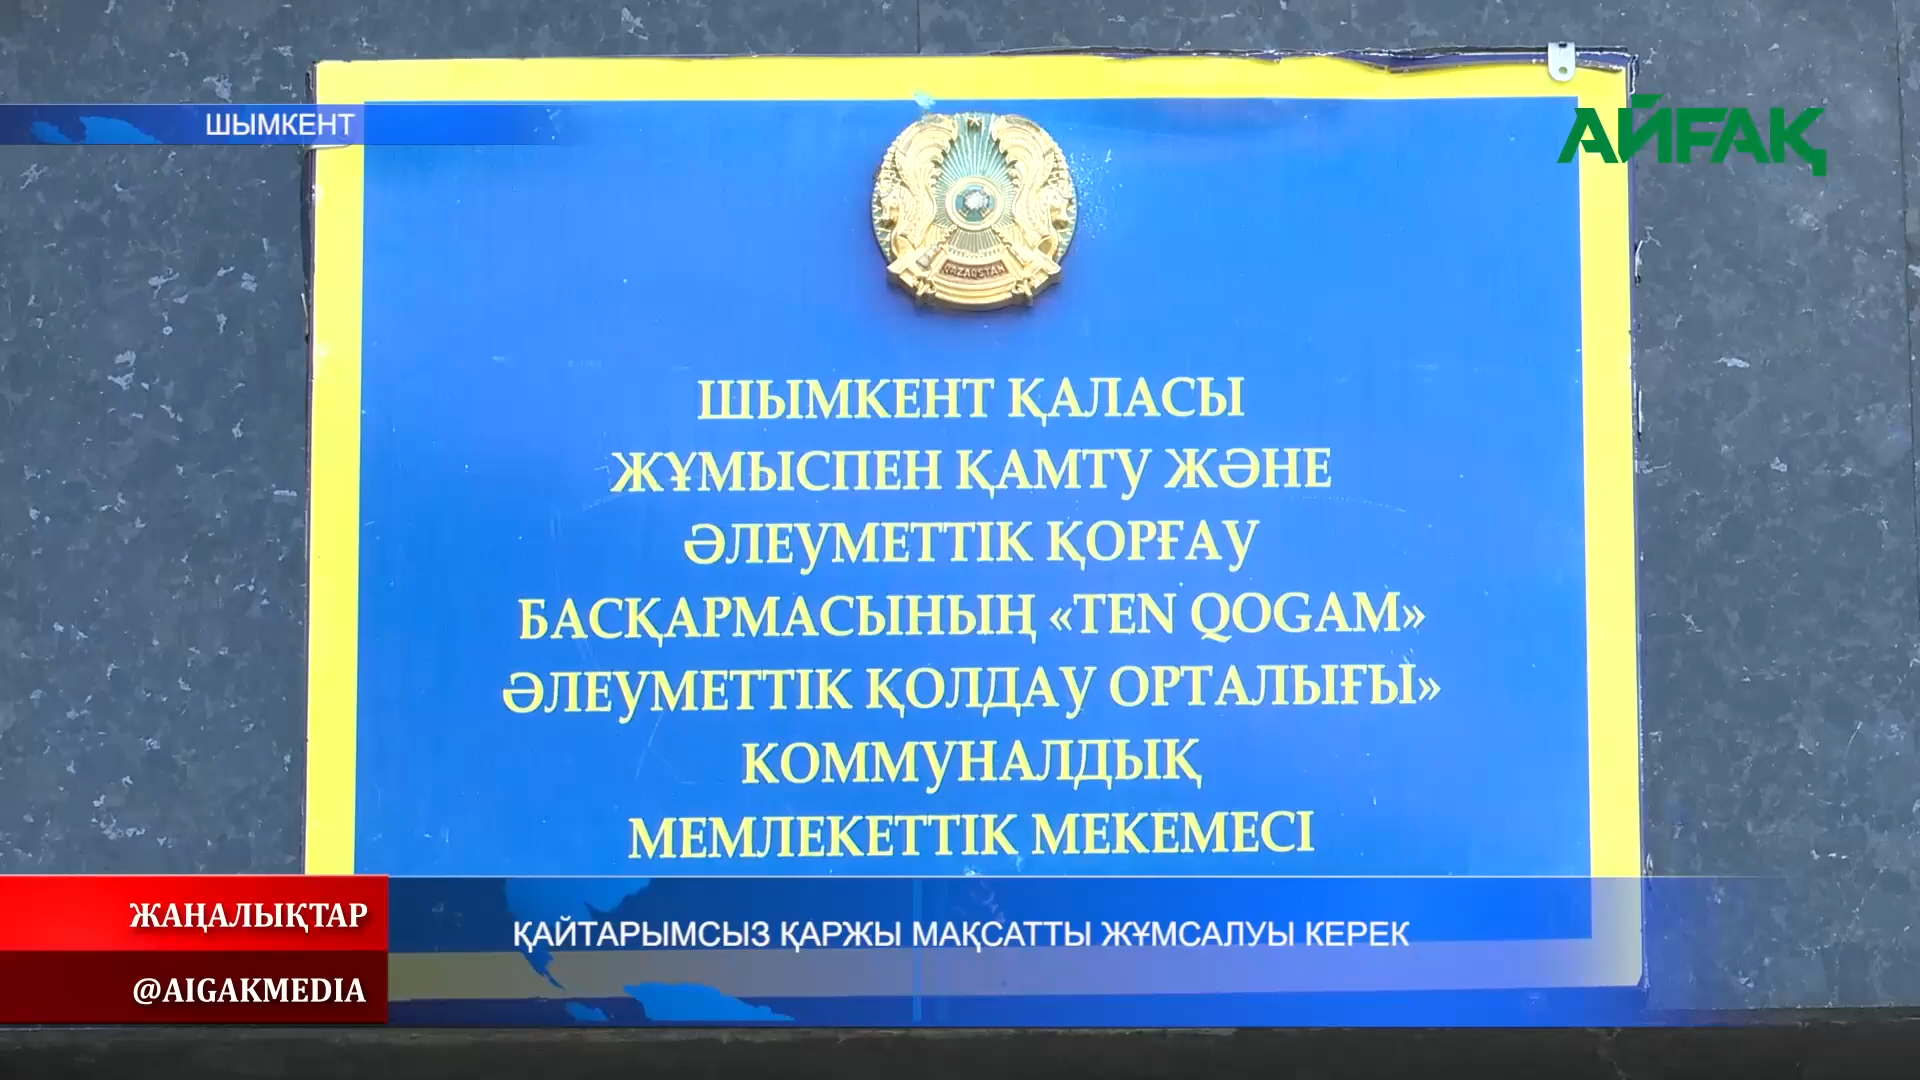 ШЫМКЕНТ
АЙҒАҚ
QAZAQSTAN
ШЫМКЕНТ ҚАЛАСЫ
ЖҰМЫСПЕН ҚАМТУ ЖӘНЕ
ӘЛЕУМЕТТІК ҚОРҒАУ
БАСҚАРМАСЫНЫҢ «TEN QOGAM»
ӘЛЕУМЕТТІК ҚОЛДАУ ОРТАЛЫҒЫ»
КОММУНАЛДЫҚ
МЕМЛЕКЕТТІК МЕКЕМЕСІ
ЖАҢАЛЫҚТАР
ҚАЙТАРЫМСЫЗ ҚАРЖЫ МАҚСАТТЫ ЖҰМСАЛУЫ КЕРЕК
@AIGAKMEDIA